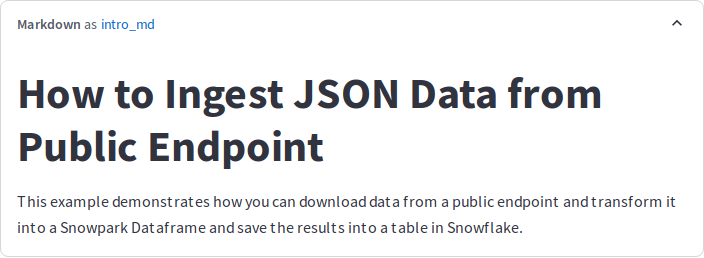 Markdown as intro_md
How to Ingest JSON Data from
Public Endpoint
This example demonstrates how you can download data from a public endpoint and transform it
into a Snowpark Dataframe and save the results into a table in Snowflake.